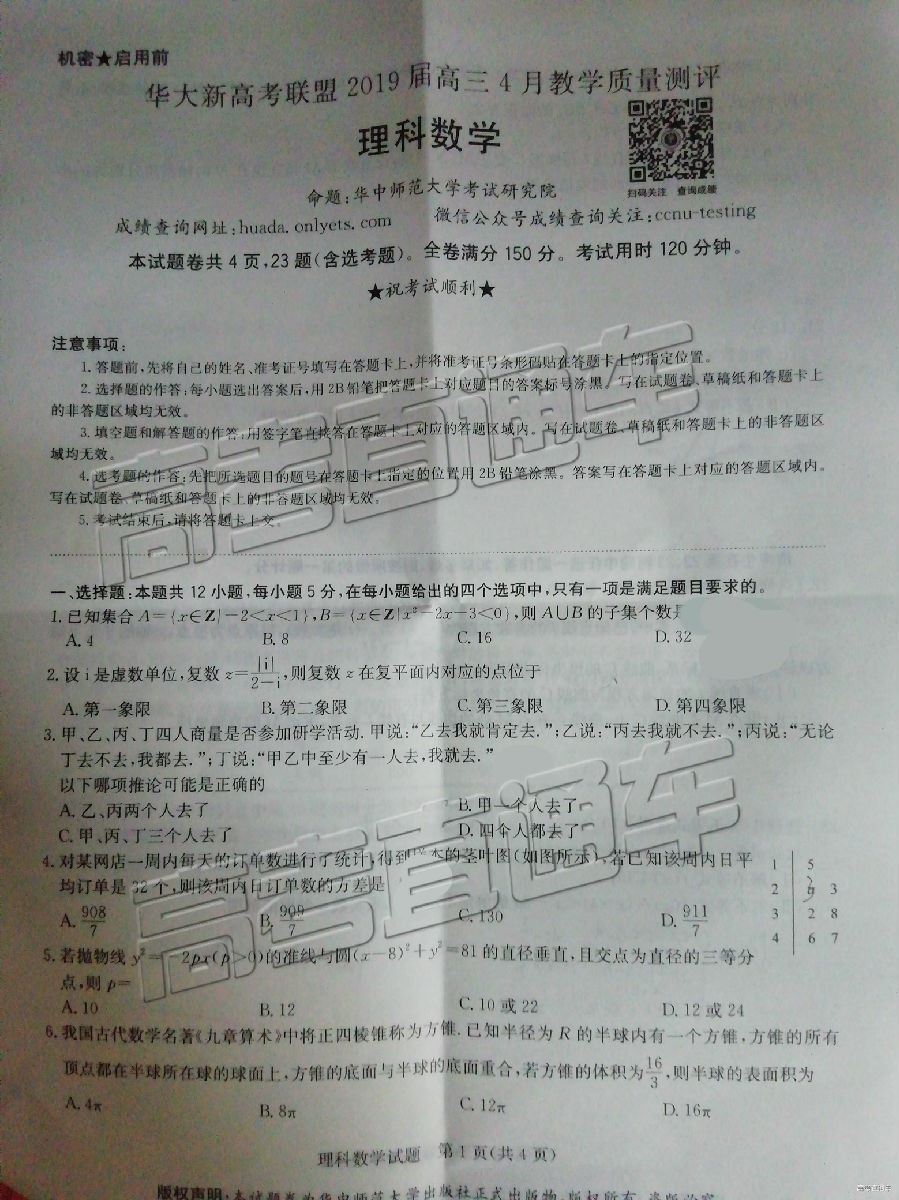 机密★启用前
华大新高考联盟2019届高三4月教学质量测评
理科数学
扫码关注 查询成绩
命题:华中师范大学考试研究院
成绩查询网址:huada.onlyets.com 微信公众号成绩查询关注:ccnu-testing
本试题卷共4页,23题(含选考题)。全卷满分150分。考试用时120分钟。
★祝考试顺利★
注意事项:
1.答题前,先将自己的姓名、准考证号填写在答题卡上,并将准考证号条形码贴在答题卡上的指定位置。
2.选择题的作答:每小题选出答案后,用2B铅笔把答题卡上对应题目的答案标号涂黑。写在试题卷、草稿纸和答题卡上
的非答题区域均无效。
3.填空题和解答题的作答:用签字笔直接答在答题卡上对应的答题区域内。写在试题卷、草稿纸和答题卡上的非答题区
域均无效。
4.选考题的作答:先把所选题目的题号在答题卡上指定的位置用2B铅笔涂黑。答案写在答题卡上对应的答题区域内。
写在试题卷、草稿纸和答题卡上的非答题区域均无效。
5.考试结束后,请将答题卡上交。
一、选择题:本题共12小题,每小题5分,在每小题给出的四个选项中,只有一项是满足题目要求的。
1.已知集合A={x∈Z|-2<x<1},B={x∈Z|x²-2x-3<0},则A∪B的子集个数是
A.4 B.8 C.16 D.32
2.设i是虚数单位,复数z=|i|/(2-i),则复数z在复平面内对应的点位于
A.第一象限 B.第二象限 C.第三象限 D.第四象限
3.甲、乙、丙、丁四人商量是否参加研学活动.甲说:“乙去我就肯定去.”;乙说:“丙去我就不去.”;丙说:“无论
丁去不去,我都去.”;丁说:“甲乙中至少有一人去,我就去.”
以下哪项推论可能是正确的
A.乙、丙两个人去了 B.甲一个人去了
C.甲、丙、丁三个人去了 D.四个人都去了
4.对某网店一周内每天的订单数进行了统计,得到 本的茎叶图(如图所示),若已知该周内日平
均订单是32个,则该周内日订单数的方差是
A.908/7 B.909/7 C.130 D.911/7
1 | 5
2 | 3
3 | 2 8
4 | 6 7
5.若抛物线y²= 2px(p>0)的准线与圆(x-8)²+y²=81的直径垂直,且交点为直径的三等分
点,则p=
A.10 B.12 C.10或22 D.12或24
6.我国古代数学名著《九章算术》中将正四棱锥称为方锥.已知半径为R的半球内有一个方锥,方锥的所有
顶点都在半球所在球的球面上,方锥的底面与半球的底面重合,若方锥的体积为16/3,则半球的表面积为
A.4π B.8π C.12π D.16π
理科数学试题 第1页(共4页)
版权声明:本试题卷为华中师范大学出版社正式出版物,版权所有,盗版必究
高考直通车
高考直通车